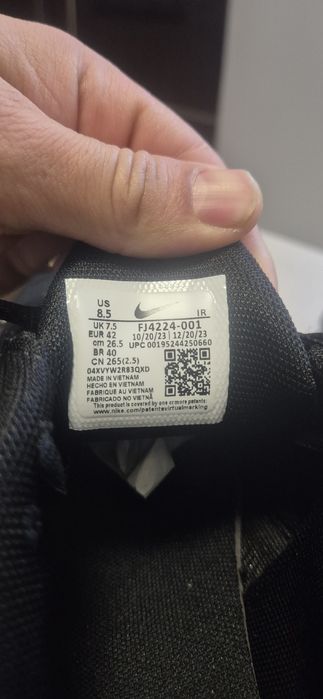 US
8.5 IR
UK 7.5 FJ4224-001
EUR 42 10/20/23 12/20/23
cm 26.5 UPC 00195244250660
BR 40
CN 265(2.5)
04XVYW2R83QXD
MADE IN VIETNAM
HECHO EN VIETNAM
FABRIQUE AU VIETNAM
FABRICADO NO VIETNÃ
This product is covered by one or more patents:
www.nike.com/patentsvirtualmarking